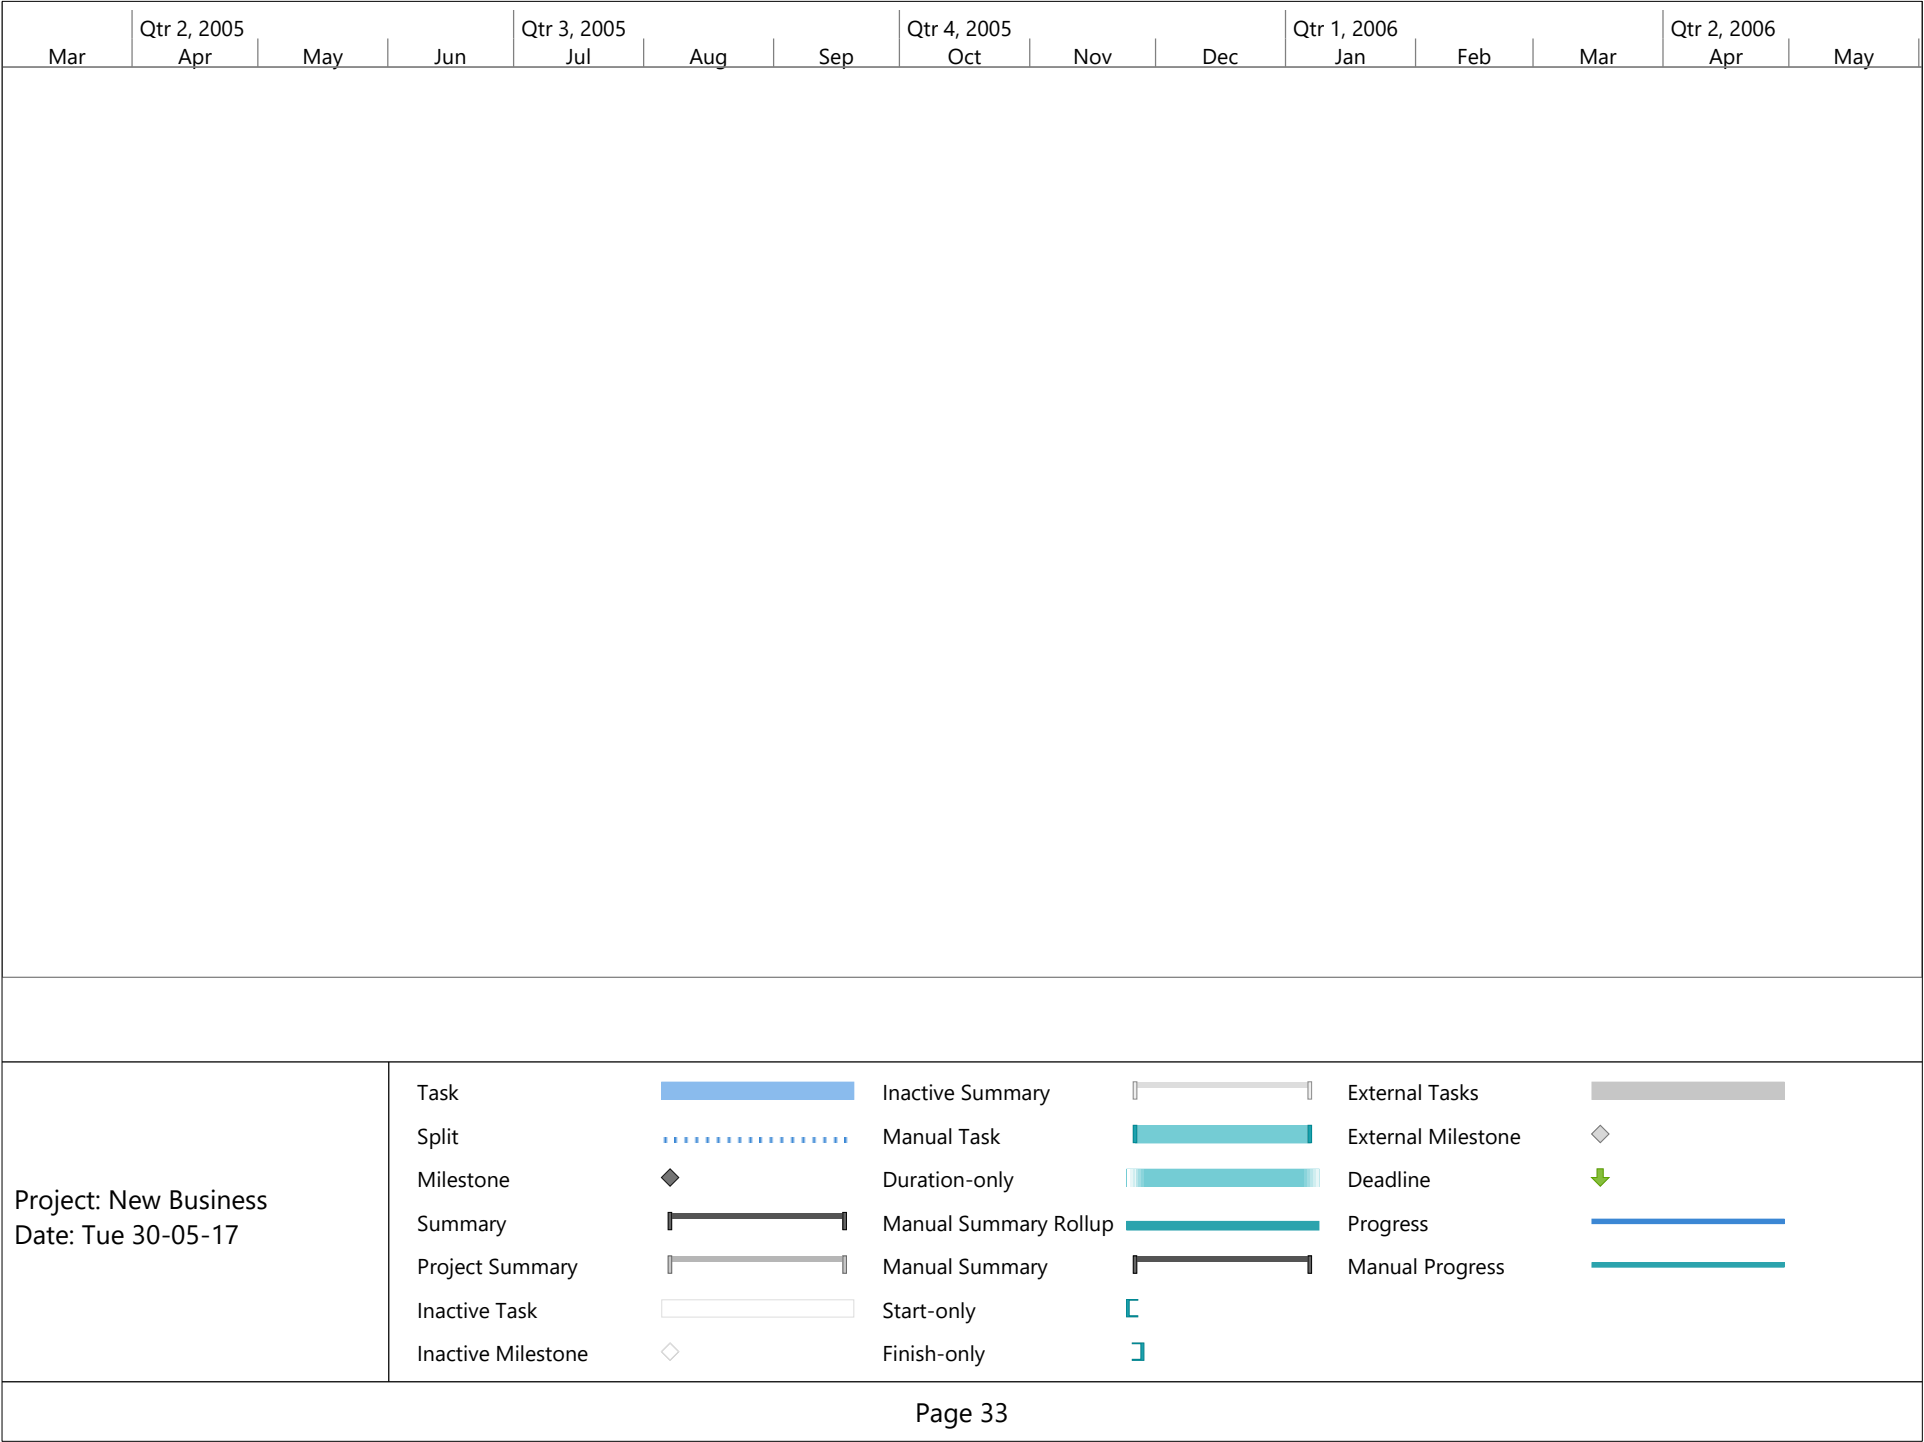 Qtr 2, 2005 Qtr 3, 2005 Qtr 4, 2005 Qtr 1, 2006 Qtr 2, 2006
Mar Apr May Jun Jul Aug Sep Oct Nov Dec Jan Feb Mar Apr May
Project: New Business
Date: Tue 30-05-17
Task
Split
Milestone
Summary
Project Summary
Inactive Task
Inactive Milestone
Inactive Summary
Manual Task
Duration-only
Manual Summary Rollup
Manual Summary
Start-only
Finish-only
External Tasks
External Milestone
Deadline
Progress
Manual Progress
Page 33